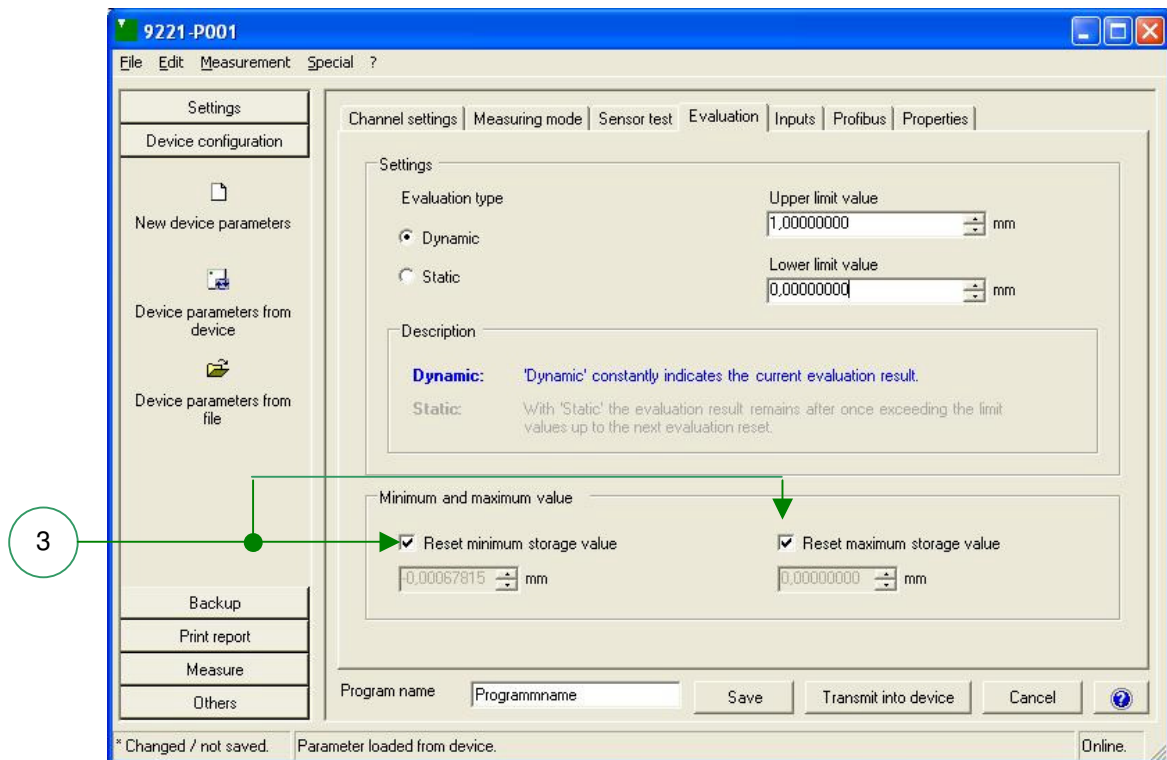 9221-P001
File Edit Measurement Special ?
Settings
Device configuration
New device parameters
Device parameters from
device
Device parameters from
file
Backup
Print report
Measure
Others
Channel settings Measuring mode Sensor test Evaluation Inputs Profibus Properties
Settings
Evaluation type
Dynamic
Static
Upper limit value
1,00000000 mm
Lower limit value
0,00000000 mm
Description
Dynamic: 'Dynamic' constantly indicates the current evaluation result.
Static: With 'Static' the evaluation result remains after once exceeding the limit
values up to the next evaluation reset.
Minimum and maximum value
3
Reset minimum storage value
-0,00067815 mm
Reset maximum storage value
0,00000000 mm
Program name Programmname Save Transmit into device Cancel ?
* Changed / not saved. Parameter loaded from device. Online.